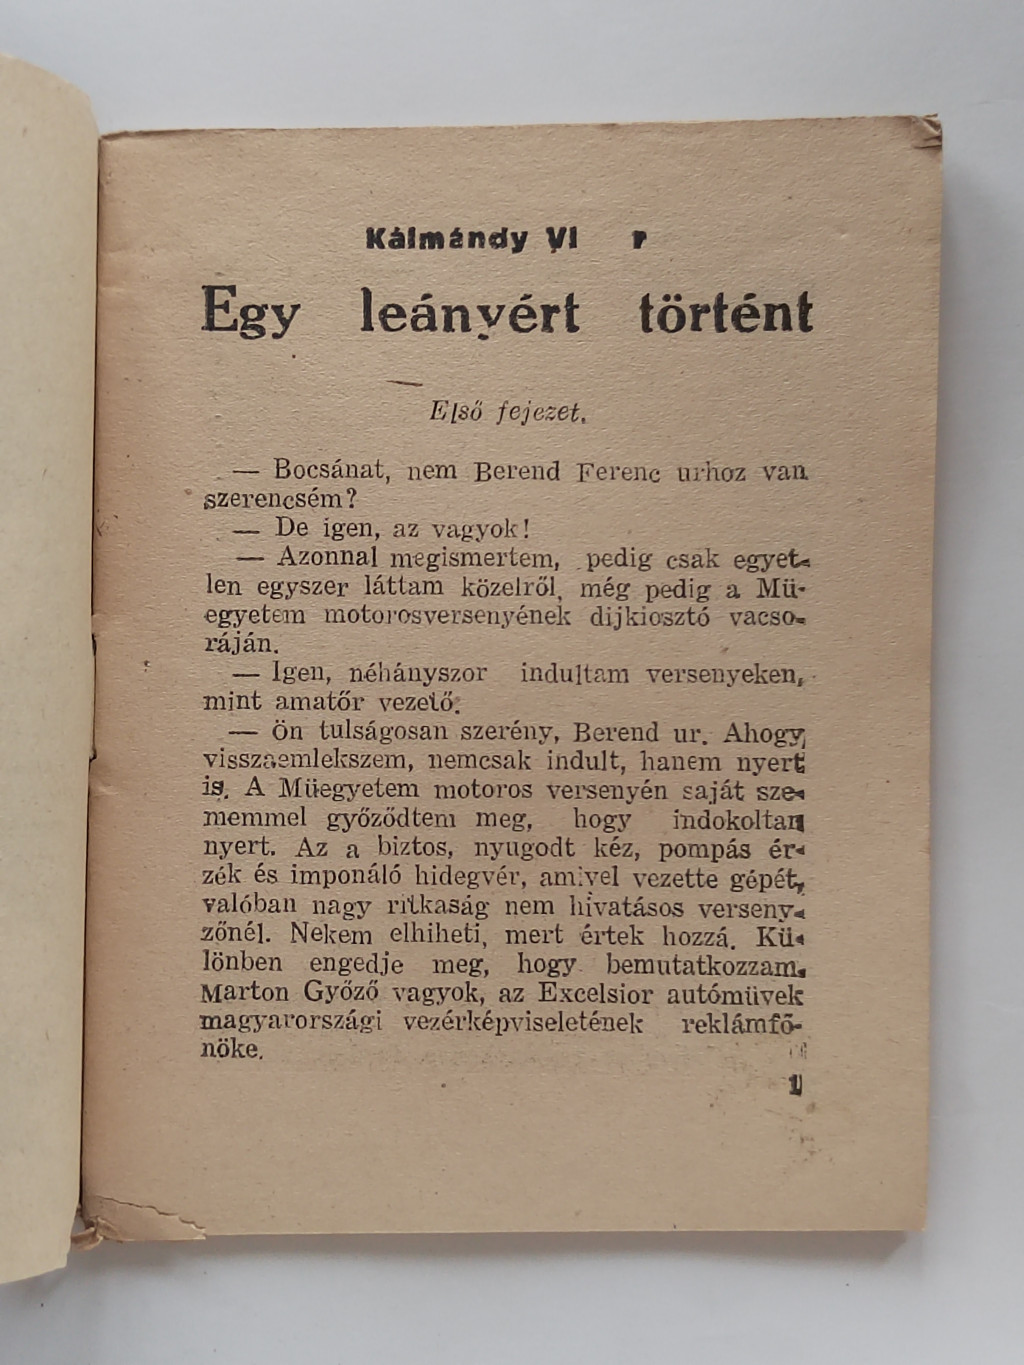 Kálmándy
Egy leányért történt
Első fejezet.
— Bocsánat, nem Berend Ferenc urhoz van
szerencsém?
— De igen, az vagyok!
— Azonnal megismertem, pedig csak egyet-
len egyszer láttam közelről, még pedig a Mü-
egyetem motorosversenyének dijkiosztó vacso-
ráján.
— Igen, néhányszor indultam versenyeken,
mint amatőr vezető.
— Ön tulságosan szerény, Berend ur. Ahogy
visszaemlekszem, nemcsak indult, hanem nyert
is. A Müegyetem motoros versenyén saját sze-
memmel győződtem meg, hogy indokoltan
nyert. Az a biztos, nyugodt kéz, pompás ér-
zék és imponáló hidegvér, amivel vezette gépét,
valóban nagy ritkaság nem hivatásos verseny-
zőnél. Nekem elhiheti, mert értek hozzá. Kü-
lönben engedje meg, hogy bemutatkozzam.
Marton Győző vagyok, az Excelsior autómüvek
magyarországi vezérképviseletének reklámfő-
nöke.
1